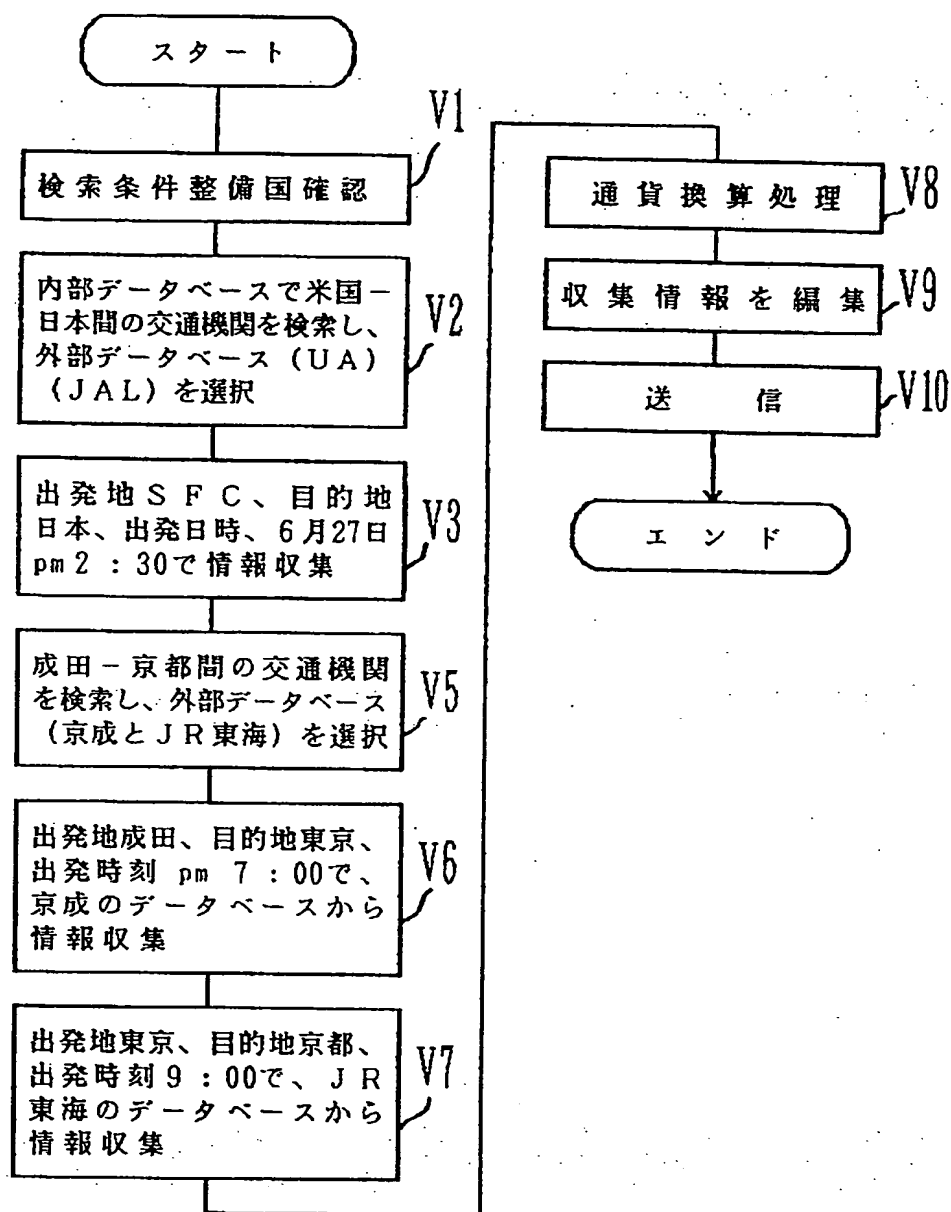 スタート
V1
検索条件整備国確認
内部データベースで米国−
日本間の交通機関を検索し、
外部データベース(UA)
(JAL)を選択
V2
出発地SFC、目的地
日本、出発日時、6月27日
pm2:30で情報収集
V3
成田−京都間の交通機関
を検索し、外部データベース
(京成とJR東海)を選択
V5
出発地成田、目的地東京、
出発時刻 pm 7:00で、
京成のデータベースから
情報収集
V6
出発地東京、目的地京都、
出発時刻9:00で、JR
東海のデータベースから
情報収集
V7
通貨換算処理
V8
収集情報を編集
V9
送信
V10
エンド